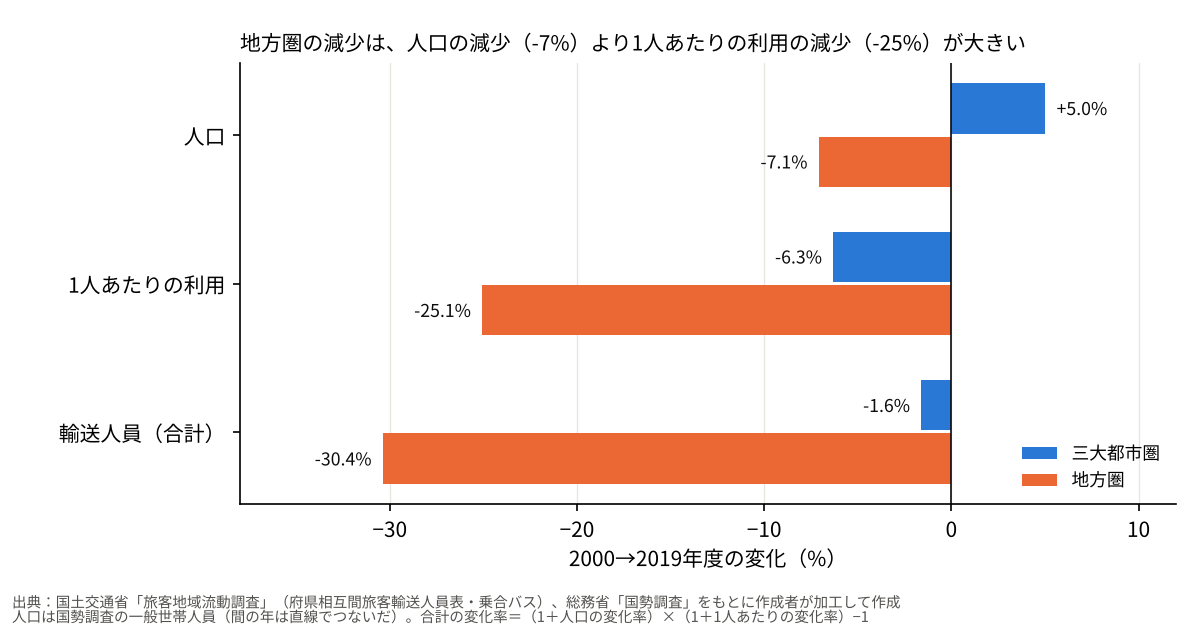 地方圏の減少は、人口の減少（-7%）より1人あたりの利用の減少（-25%）が大きい
人口
+5.0%
-7.1%
1人あたりの利用
-6.3%
-25.1%
輸送人員（合計）
-1.6%
-30.4%
三大都市圏
地方圏
−30
−20
−10
0
10
2000→2019年度の変化（%）
出典：国土交通省「旅客地域流動調査」（府県相互間旅客輸送人員表・乗合バス）、総務省「国勢調査」をもとに作成者が加工して作成
人口は国勢調査の一般世帯人員（間の年は直線でつないだ）。合計の変化率＝（1＋人口の変化率）×（1＋1人あたりの変化率）−1